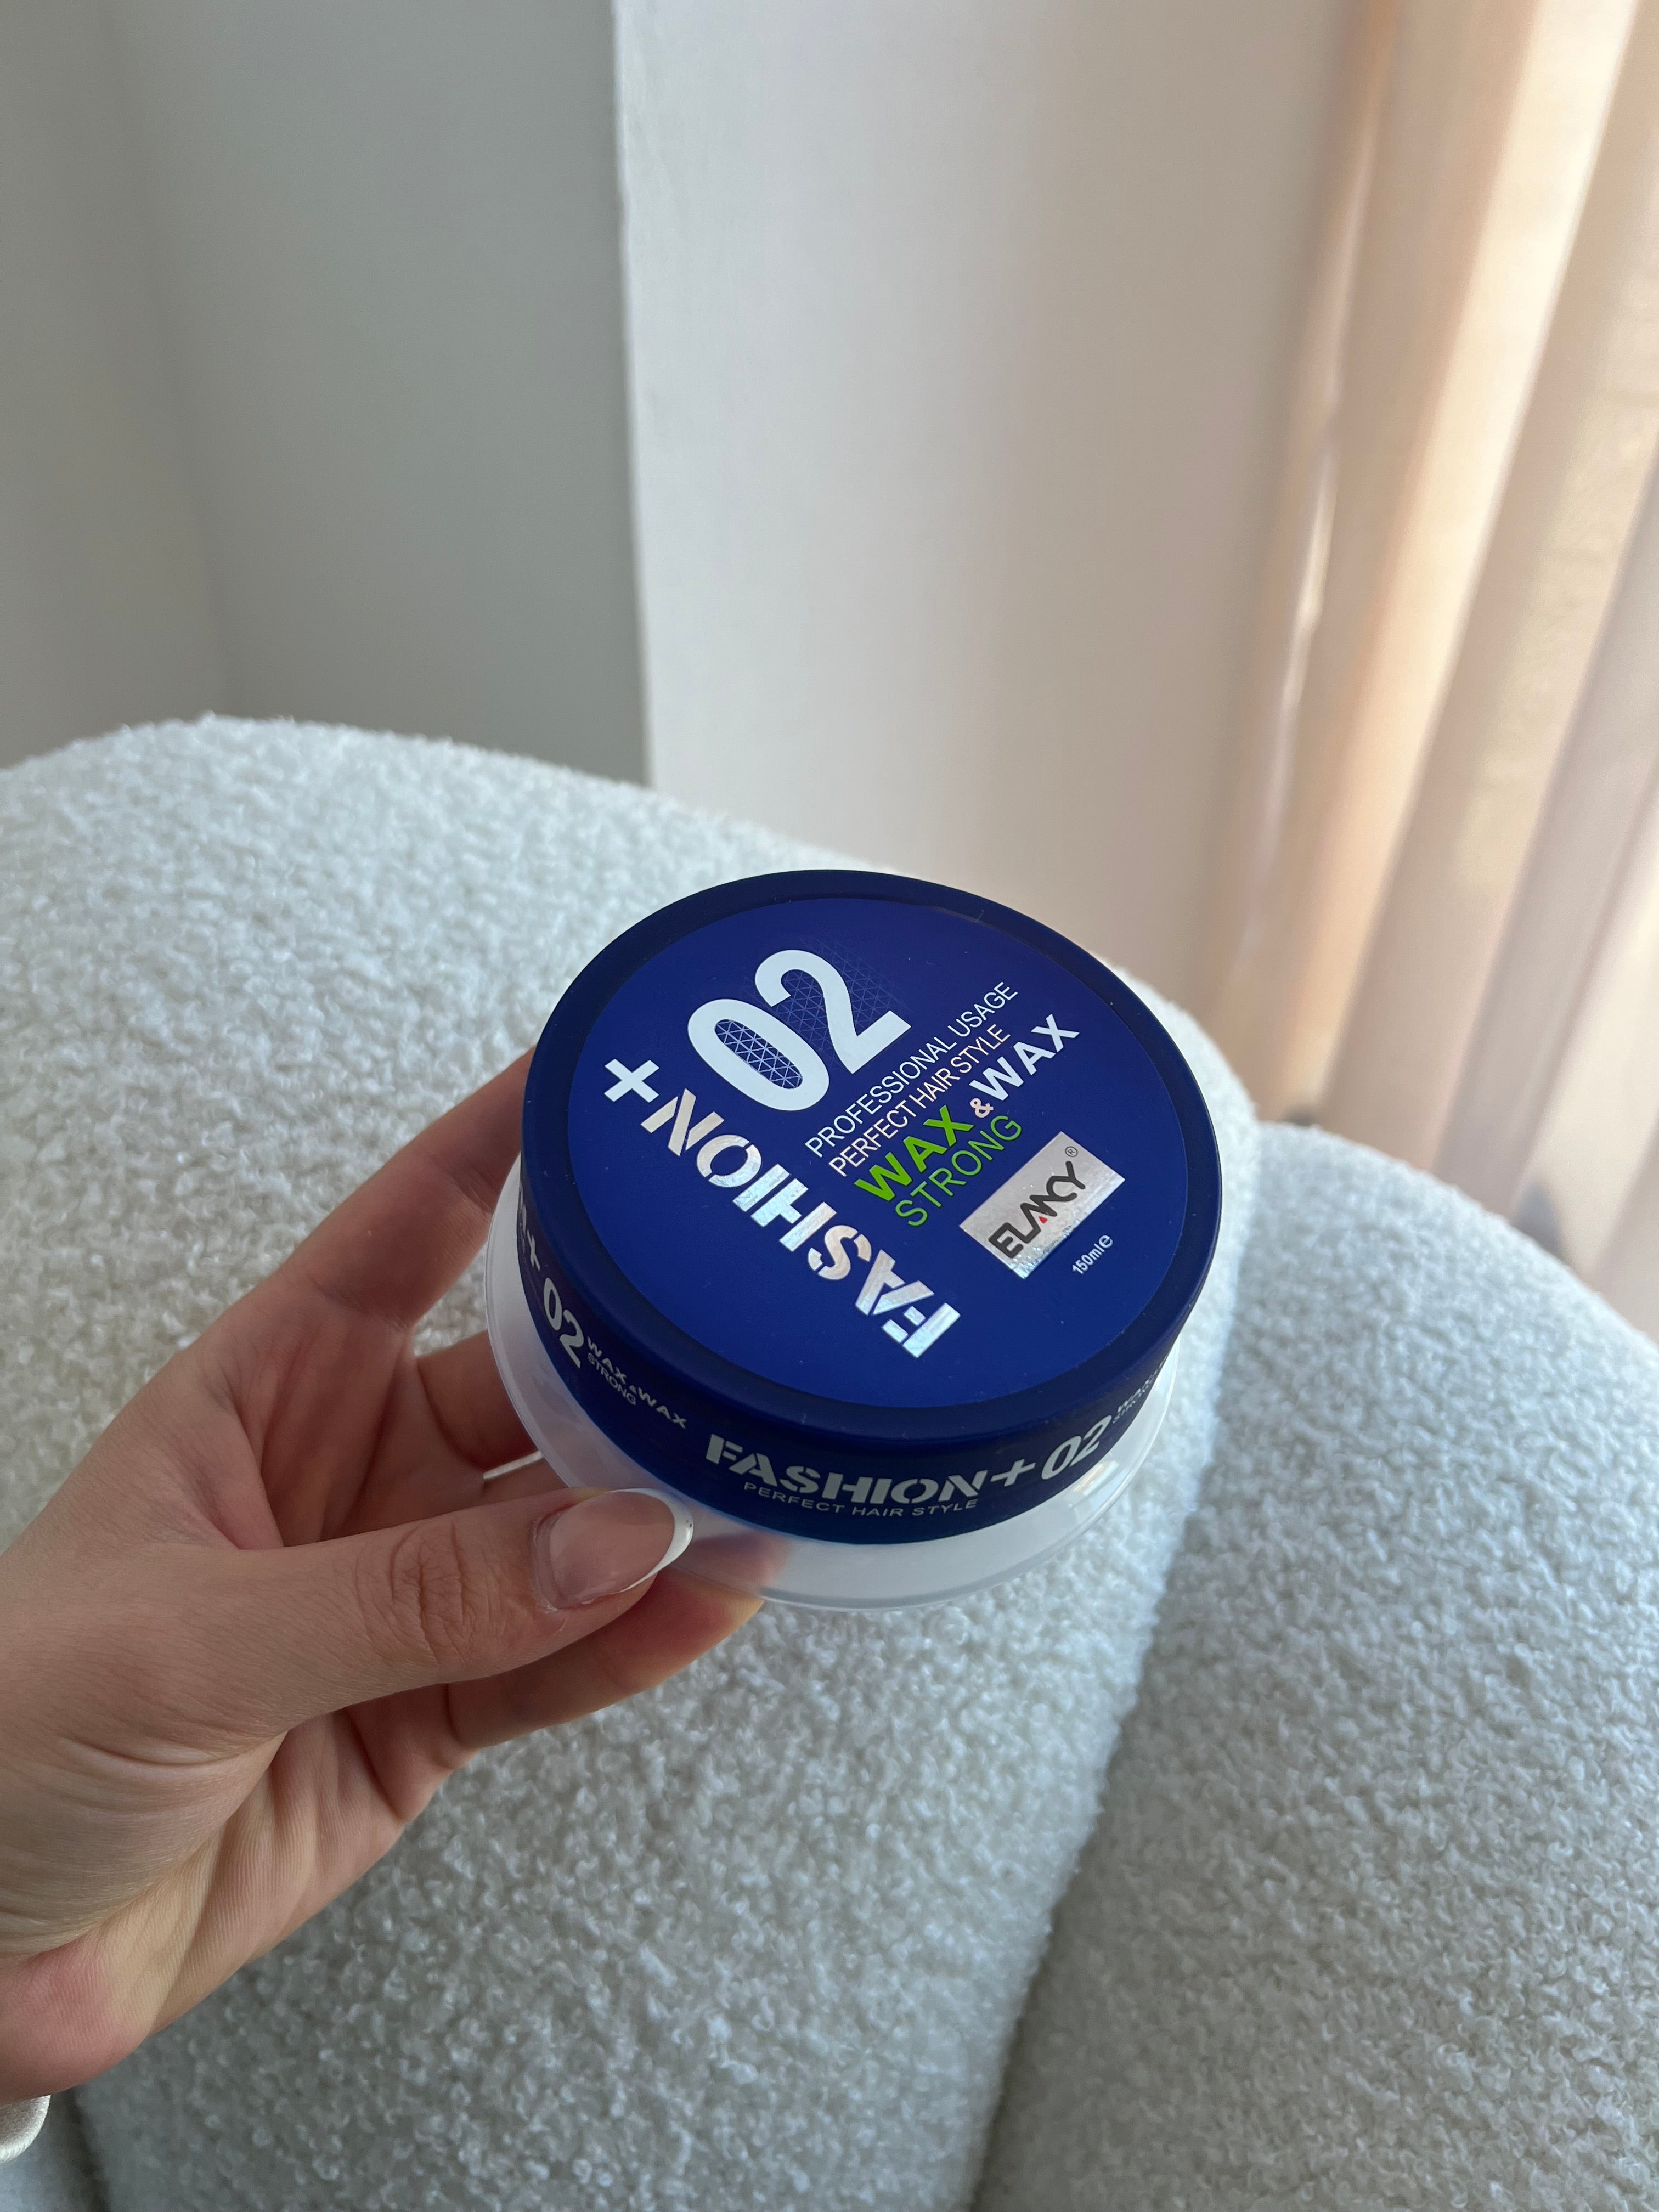 FASHION+
02
PROFESSIONAL USAGE
PERFECT HAIR STYLE
WAX & WAX
STRONG
ELANCY®
150ml℮
+02
WAX & WAX
STRONG
FASHION+02
PERFECT HAIR STYLE